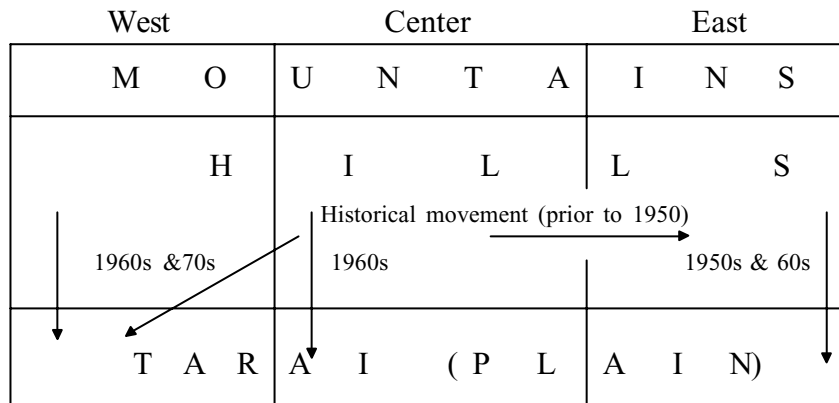 West Center East
M O U N T A I N S
H I L L S
Historical movement (prior to 1950)
1960s &70s 1960s 1950s & 60s
T A R A I ( P L A I N)